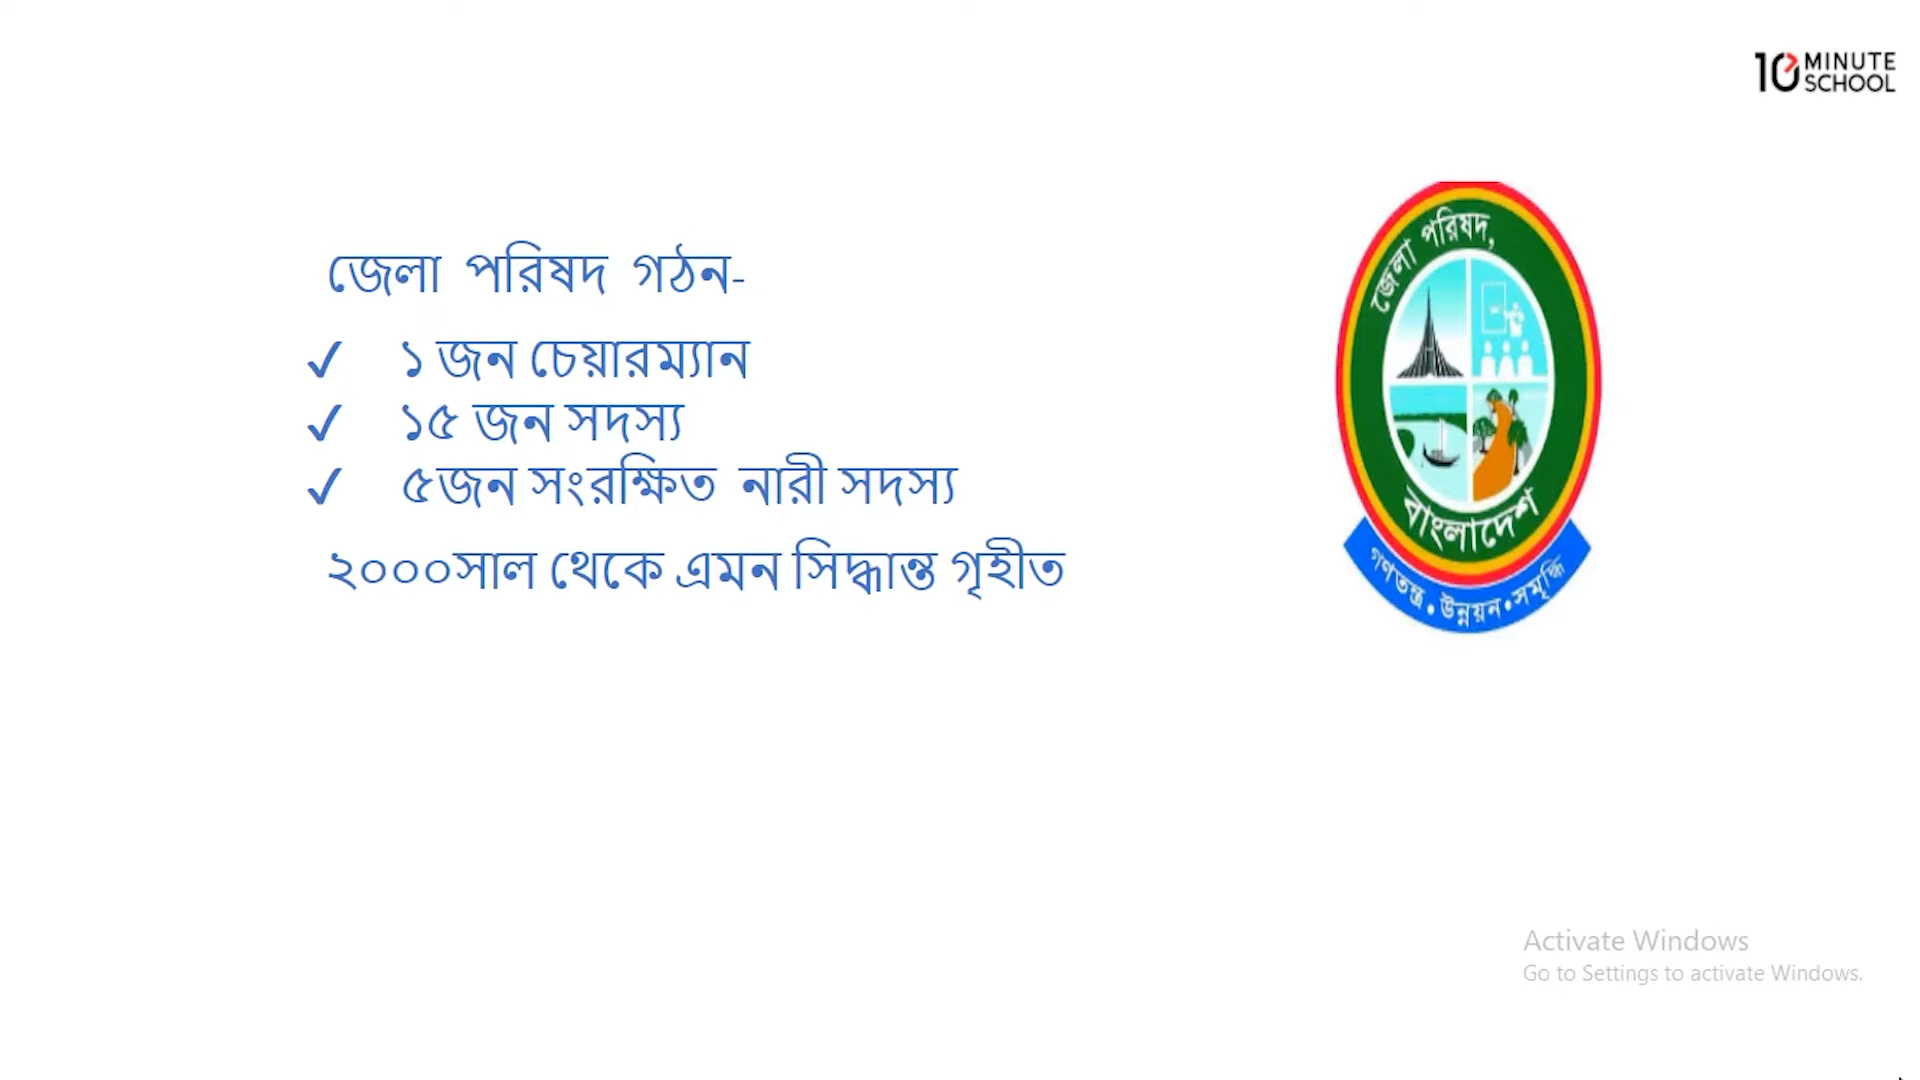 10 MINUTE SCHOOL
জেলা পরিষদ গঠন-
✓ ১ জন চেয়ারম্যান
✓ ১৫ জন সদস্য
✓ ৫জন সংরক্ষিত নারী সদস্য
২০০০সাল থেকে এমন সিদ্ধান্ত গৃহীত
জেলা পরিষদ,
বাংলাদেশ
গণতন্ত্র • উন্নয়ন • সমৃদ্ধি
Activate Windows
Go to Settings to activate Windows.